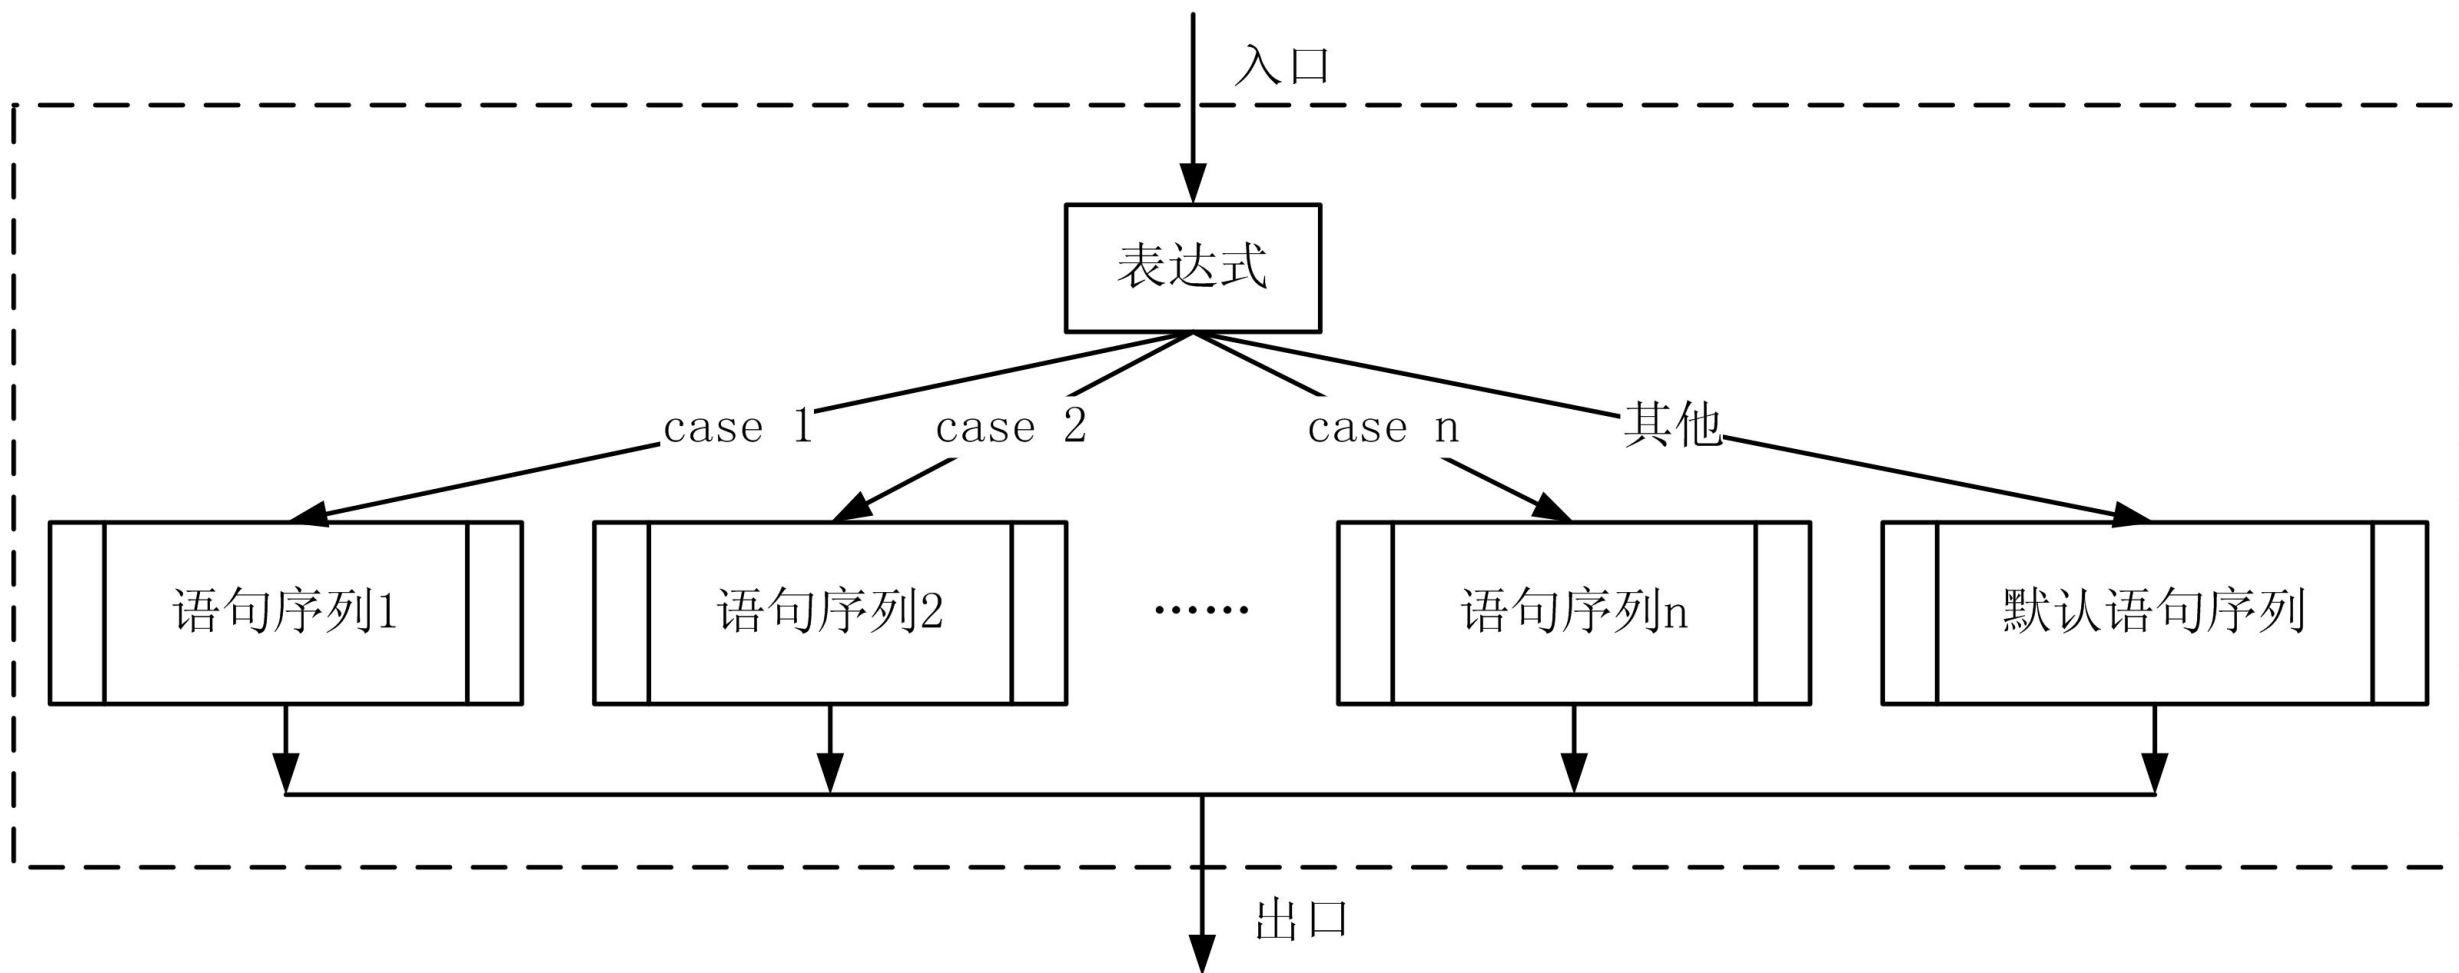 入口
表达式
case 1
case 2
case n
其他
语句序列1
语句序列2
……
语句序列n
默认语句序列
出口